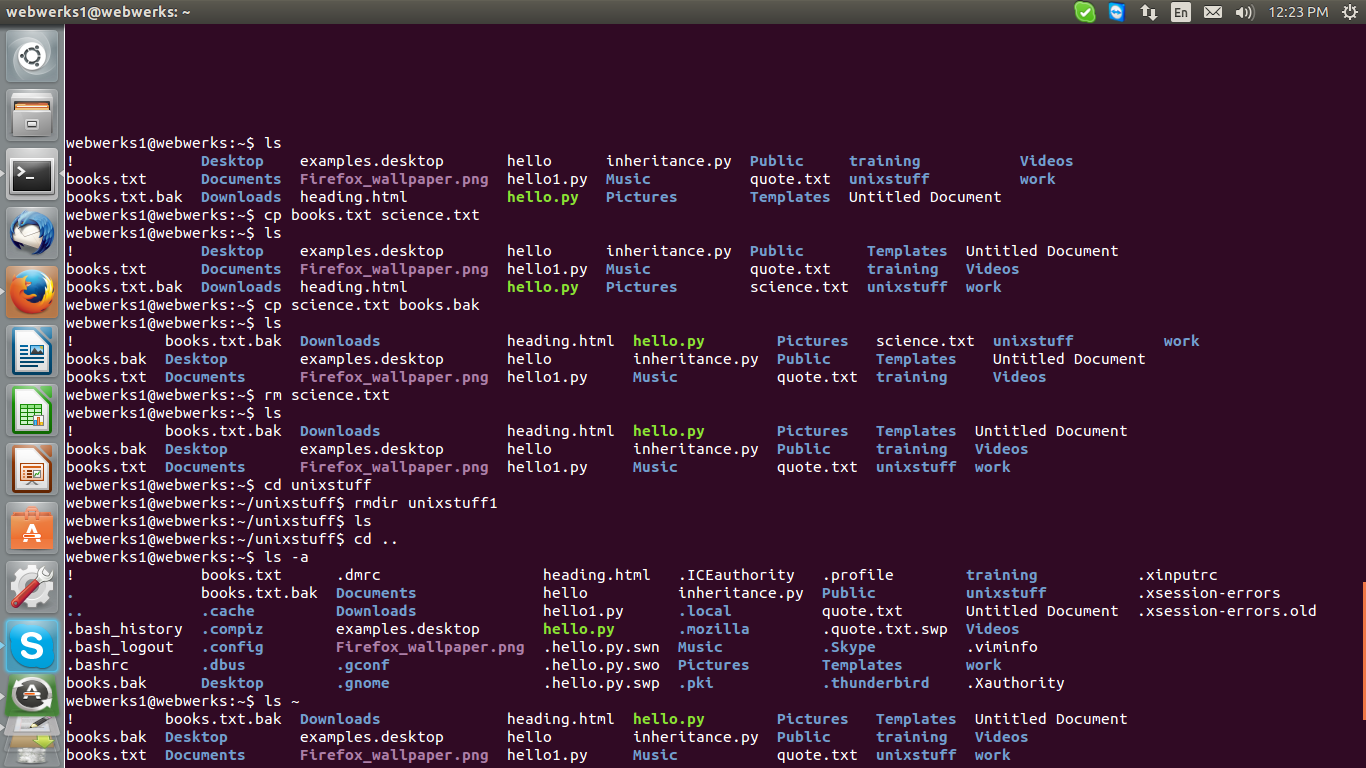 webwerks1@webwerks: ~ En 12:23 PM
webwerks1@webwerks:~$ ls
! Desktop examples.desktop hello inheritance.py Public training Videos
books.txt Documents Firefox_wallpaper.png hello1.py Music quote.txt unixstuff work
books.txt.bak Downloads heading.html hello.py Pictures Templates Untitled Document
webwerks1@webwerks:~$ cp books.txt science.txt
webwerks1@webwerks:~$ ls
! Desktop examples.desktop hello inheritance.py Public Templates Untitled Document
books.txt Documents Firefox_wallpaper.png hello1.py Music quote.txt training Videos
books.txt.bak Downloads heading.html hello.py Pictures science.txt unixstuff work
webwerks1@webwerks:~$ cp science.txt books.bak
webwerks1@webwerks:~$ ls
! books.txt.bak Downloads heading.html hello.py Pictures science.txt unixstuff work
books.bak Desktop examples.desktop hello inheritance.py Public Templates Untitled Document
books.txt Documents Firefox_wallpaper.png hello1.py Music quote.txt training Videos
webwerks1@webwerks:~$ rm science.txt
webwerks1@webwerks:~$ ls
! books.txt.bak Downloads heading.html hello.py Pictures Templates Untitled Document
books.bak Desktop examples.desktop hello inheritance.py Public training Videos
books.txt Documents Firefox_wallpaper.png hello1.py Music quote.txt unixstuff work
webwerks1@webwerks:~$ cd unixstuff
webwerks1@webwerks:~/unixstuff$ rmdir unixstuff1
webwerks1@webwerks:~/unixstuff$ ls
webwerks1@webwerks:~/unixstuff$ cd ..
webwerks1@webwerks:~$ ls -a
! books.txt .dmrc heading.html .ICEauthority .profile training .xinputrc
. books.txt.bak Documents hello inheritance.py Public unixstuff .xsession-errors
.. .cache Downloads hello1.py .local quote.txt Untitled Document .xsession-errors.old
.bash_history .compiz examples.desktop hello.py .mozilla .quote.txt.swp Videos
.bash_logout .config Firefox_wallpaper.png .hello.py.swn Music .Skype .viminfo
.bashrc .dbus .gconf .hello.py.swo Pictures Templates work
books.bak Desktop .gnome .hello.py.swp .pki .thunderbird .Xauthority
webwerks1@webwerks:~$ ls ~
! books.txt.bak Downloads heading.html hello.py Pictures Templates Untitled Document
books.bak Desktop examples.desktop hello inheritance.py Public training Videos
books.txt Documents Firefox_wallpaper.png hello1.py Music quote.txt unixstuff work